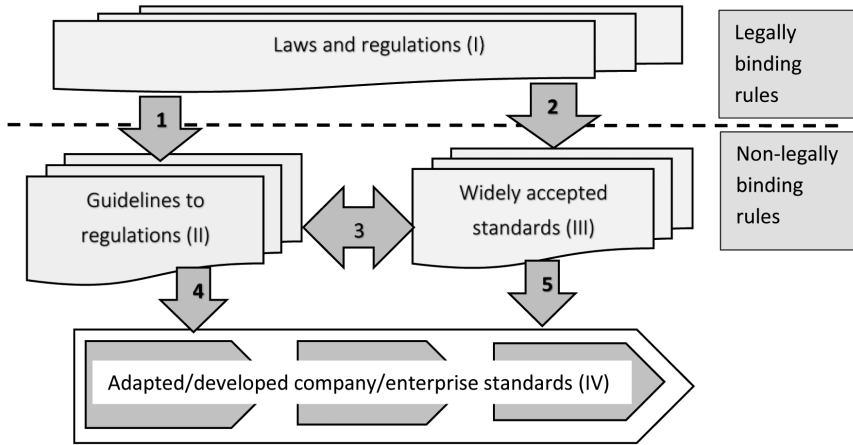 Laws and regulations (I)
Legally
binding
rules
1
2
Guidelines to
regulations (II)
3
Widely accepted
standards (III)
Non-legally
binding
rules
4
5
Adapted/developed company/enterprise standards (IV)